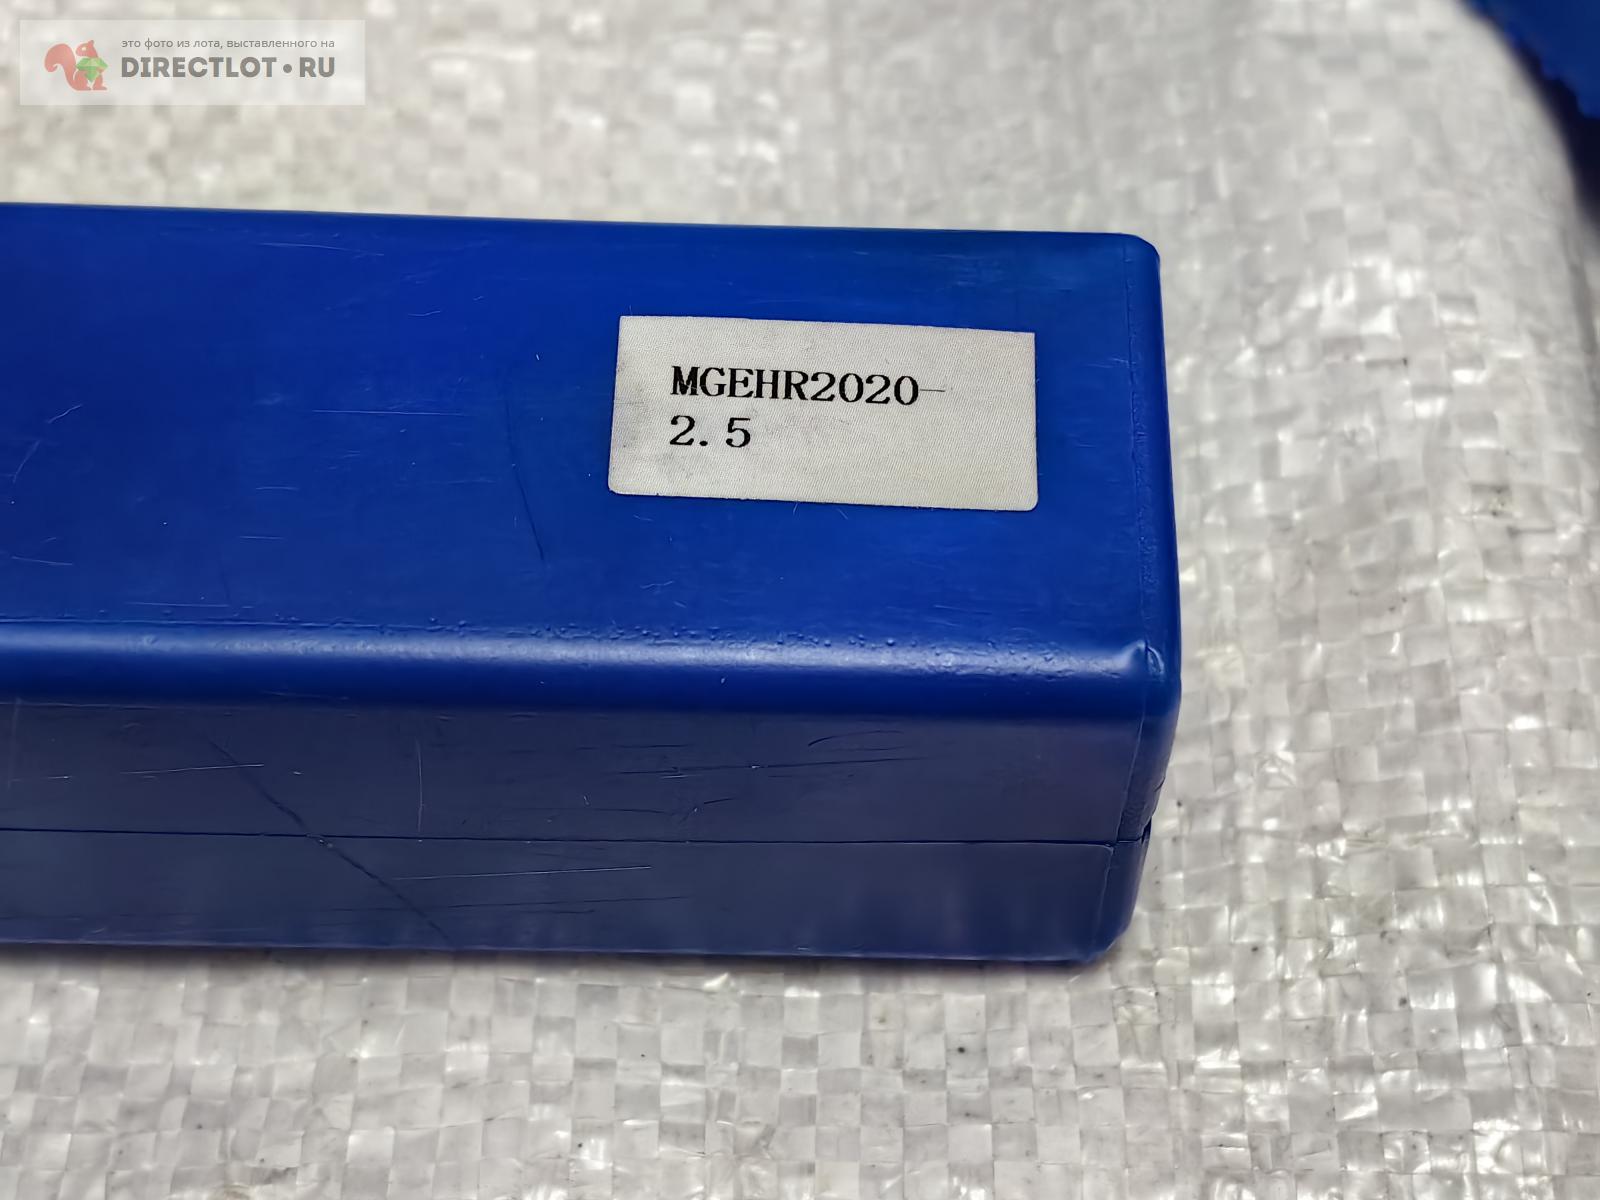 это фото из лота, выставленного на
DIRECTLOT•RU
MGEHR2020-
2.5